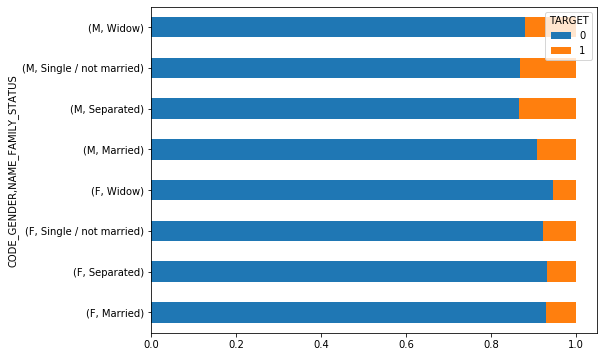 TARGET
0
1
CODE_GENDER,NAME_FAMILY_STATUS
(M, Widow)
(M, Single / not married)
(M, Separated)
(M, Married)
(F, Widow)
(F, Single / not married)
(F, Separated)
(F, Married)
0.0 0.2 0.4 0.6 0.8 1.0